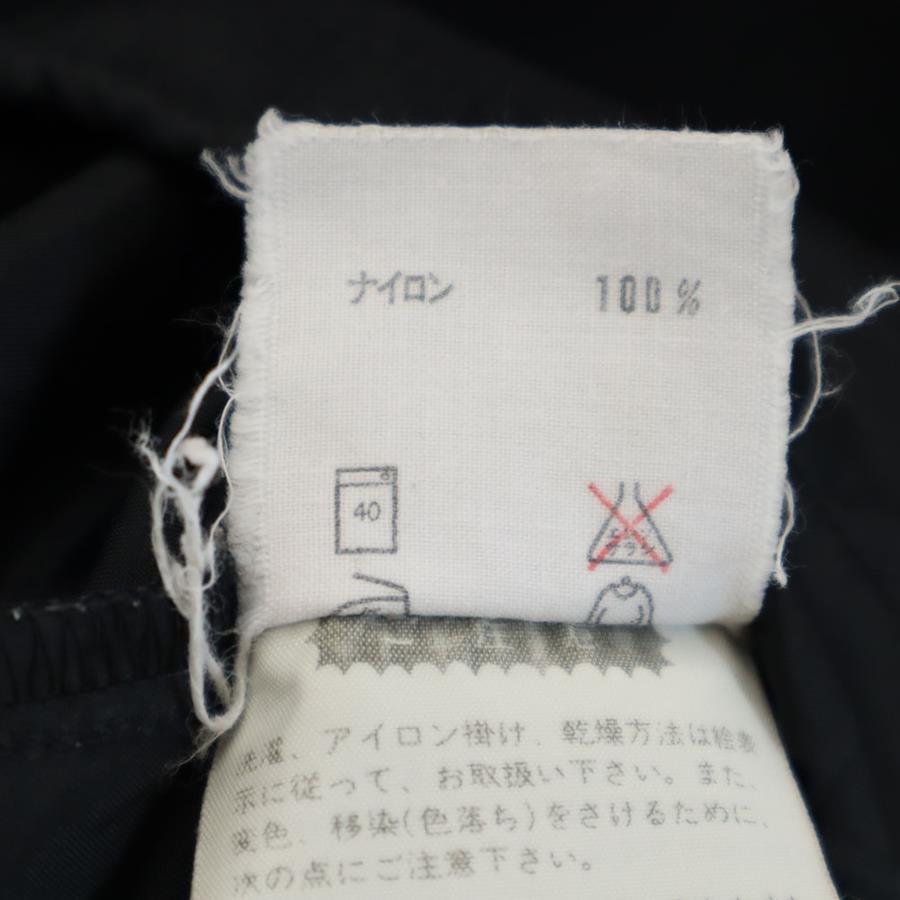 ナイロン 100%
40
洗濯、アイロン掛け、乾燥方法は絵表
示に従って、お取扱い下さい。また、
変色、移染(色落ち)をさけるために、
次の点にご注意下さい。